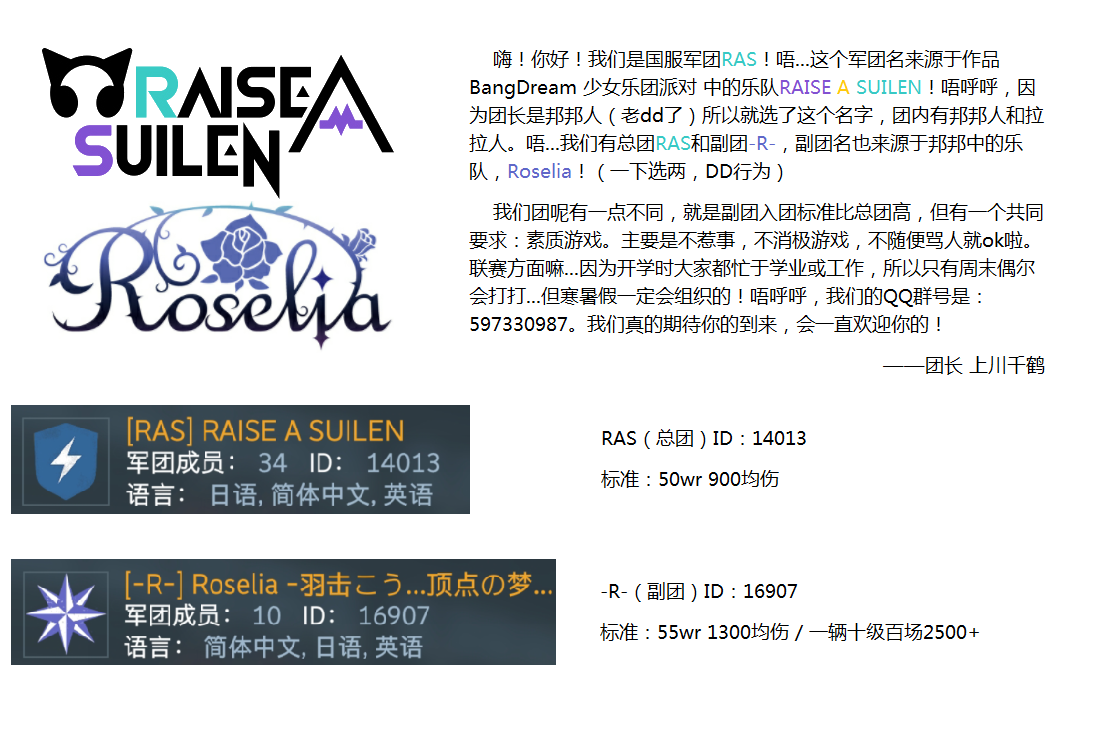 RAISE A
SUILEN
Roselia
嗨！你好！我们是国服军团RAS！唔...这个军团名来源于作品
BangDream 少女乐团派对 中的乐队RAISE A SUILEN！唔呼呼，因
为团长是邦邦人（老dd了）所以就选了这个名字，团内有邦邦人和拉
拉人。唔...我们有总团RAS和副团-R-，副团名也来源于邦邦中的乐
队，Roselia！（一下选两，DD行为）
我们团呢有一点不同，就是副团入团标准比总团高，但有一个共同
要求：素质游戏。主要是不惹事，不消极游戏，不随便骂人就ok啦。
联赛方面嘛...因为开学时大家都忙于学业或工作，所以只有周末偶尔
会打打...但寒暑假一定会组织的！唔呼呼，我们的QQ群号是：
597330987。我们真的期待你的到来，会一直欢迎你的！
——团长 上川千鹤
[RAS] RAISE A SUILEN
军团成员： 34 ID： 14013
语言： 日语, 简体中文, 英语
RAS（总团）ID：14013
标准：50wr 900均伤
[-R-] Roselia -羽击こう...顶点の梦...
军团成员： 10 ID： 16907
语言： 简体中文, 日语, 英语
-R-（副团）ID：16907
标准：55wr 1300均伤 / 一辆十级百场2500+